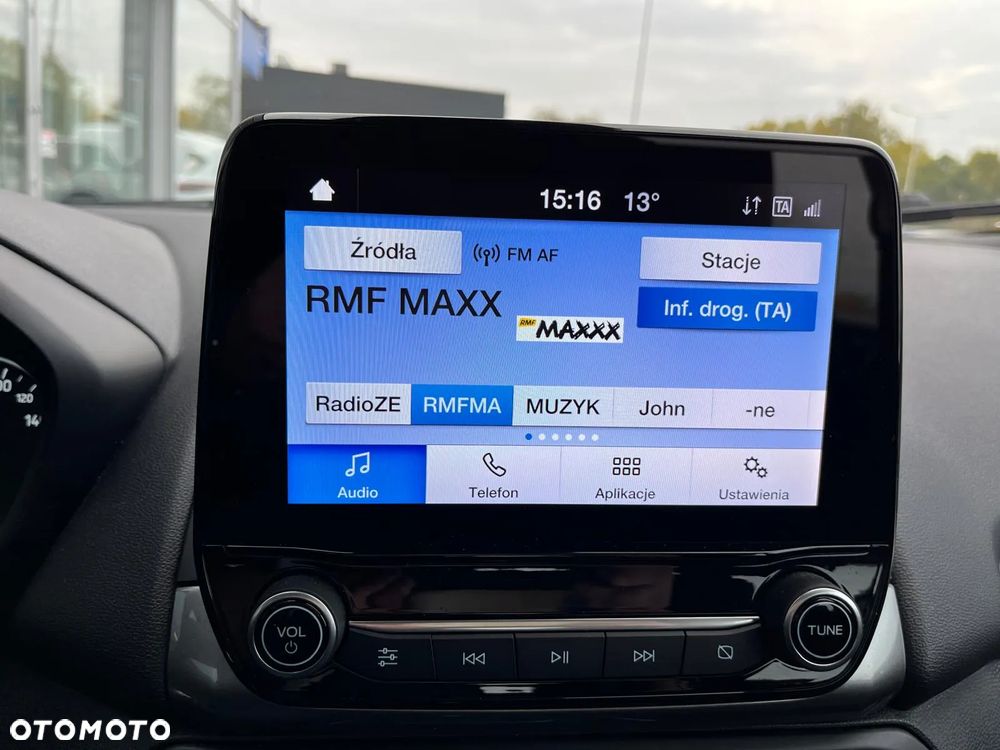 15:16 13°
TA
Źródła
FM AF
Stacje
RMF MAXX
Inf. drog. (TA)
RMF MAXXX
RadioZE
RMFMA
MUZYK
John
-ne
Audio
Telefon
Aplikacje
Ustawienia
120
14
VOL
TUNE
OTOMOTO